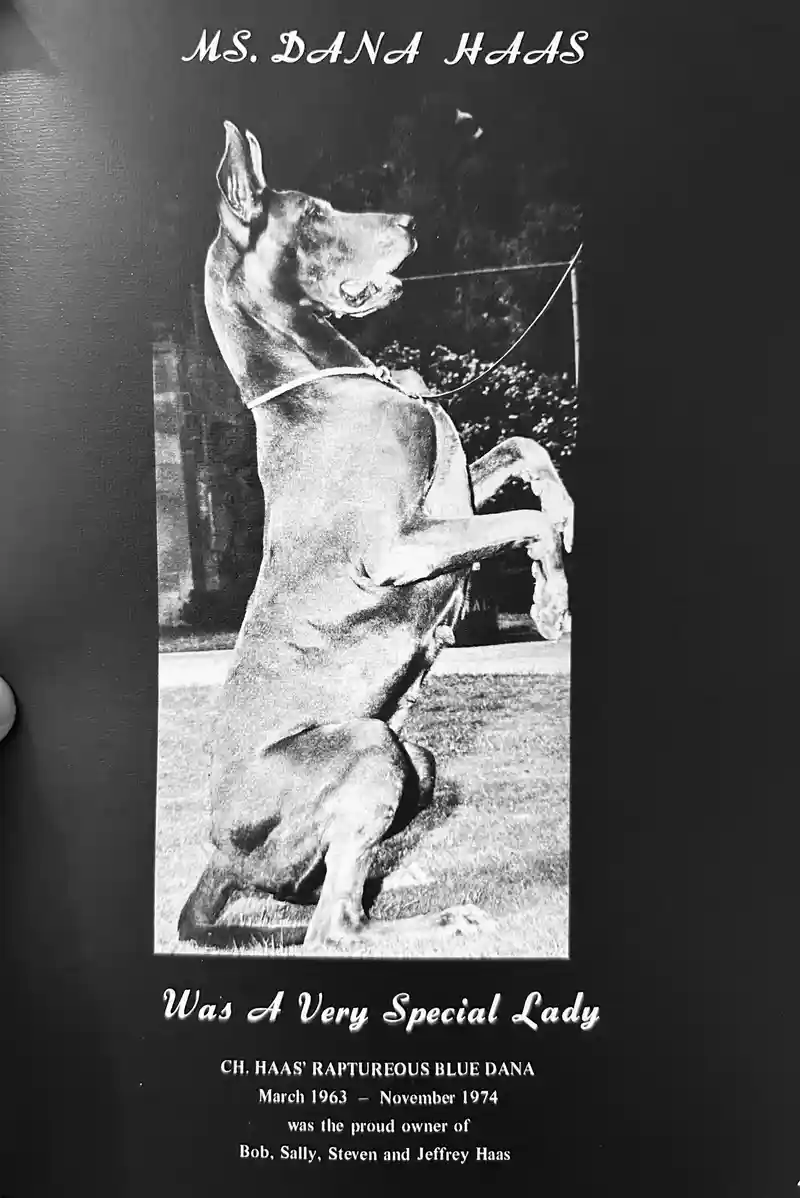 MS. DANA HAAS
Was A Very Special Lady
CH. HAAS' RAPTUREOUS BLUE DANA
March 1963 – November 1974
was the proud owner of
Bob, Sally, Steven and Jeffrey Haas